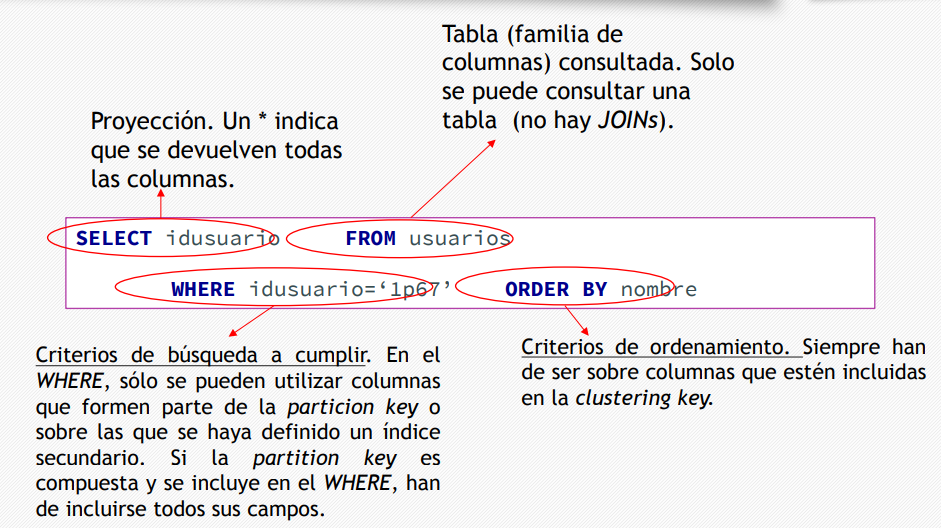 Tabla (familia de
columnas) consultada. Solo
se puede consultar una
tabla (no hay JOINs).
Proyección. Un * indica
que se devuelven todas
las columnas.
SELECT idusuario FROM usuarios
WHERE idusuario=‘1p67’ ORDER BY nombre
Criterios de búsqueda a cumplir. En el
WHERE, sólo se pueden utilizar columnas
que formen parte de la particion key o
sobre las que se haya definido un índice
secundario. Si la partition key es
compuesta y se incluye en el WHERE, han
de incluirse todos sus campos.
Criterios de ordenamiento. Siempre han
de ser sobre columnas que estén incluidas
en la clustering key.